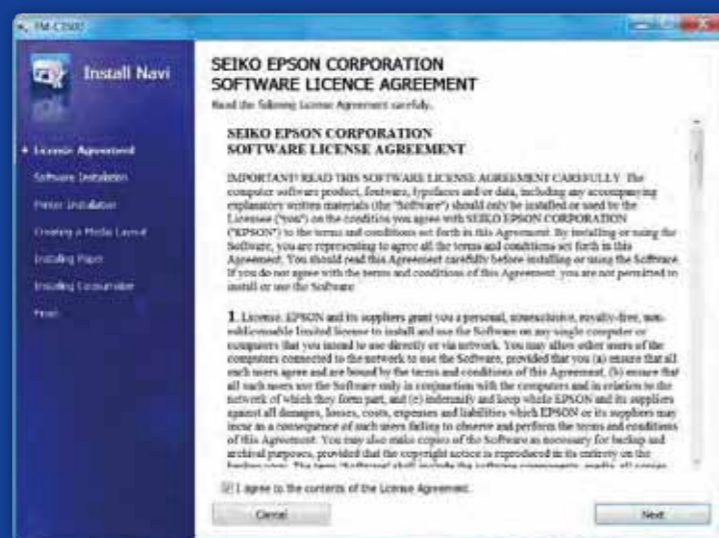 TM-C3500
Install Navi
License Agreement
Software Installation
Printer Installation
Creating a Media Layout
Installing Paper
Installing Consumables
Finish
SEIKO EPSON CORPORATION
SOFTWARE LICENCE AGREEMENT
Read the following License Agreement carefully.
SEIKO EPSON CORPORATION
SOFTWARE LICENSE AGREEMENT
IMPORTANT! READ THIS SOFTWARE LICENSE AGREEMENT CAREFULLY. The
computer software product, fontware, typefaces and/or data, including any accompanying
explanatory written materials (the "Software") should only be installed or used by the
Licensee ("you") on the condition you agree with SEIKO EPSON CORPORATION
("EPSON") to the terms and conditions set forth in this Agreement. By installing or using the
Software, you are representing to agree all the terms and conditions set forth in this
Agreement. You should read this Agreement carefully before installing or using the Software.
If you do not agree with the terms and conditions of this Agreement, you are not permitted to
install or use the Software.
1. License. EPSON and its suppliers grant you a personal, nonexclusive, royalty-free, non-
sublicensable limited license to install and use the Software on any single computer or
computers that you intend to use directly or via network. You may allow other users of the
computers connected to the network to use the Software, provided that you (a) ensure that all
such users agree and are bound by the terms and conditions of this Agreement, (b) ensure that
all such users use the Software only in conjunction with the computers and in relation to the
network of which they form part, and (c) indemnify and keep whole EPSON and its suppliers
against all damages, losses, costs, expenses and liabilities which EPSON or its suppliers may
incur as a consequence of such users failing to observe and perform the terms and conditions
of this Agreement. You may also make copies of the Software as necessary for backup and
archival purposes, provided that the copyright notice is reproduced in its entirety on the
backup copy. The term "Software" shall include the software components, media, all copies
I agree to the contents of the License Agreement.
Cancel
Next